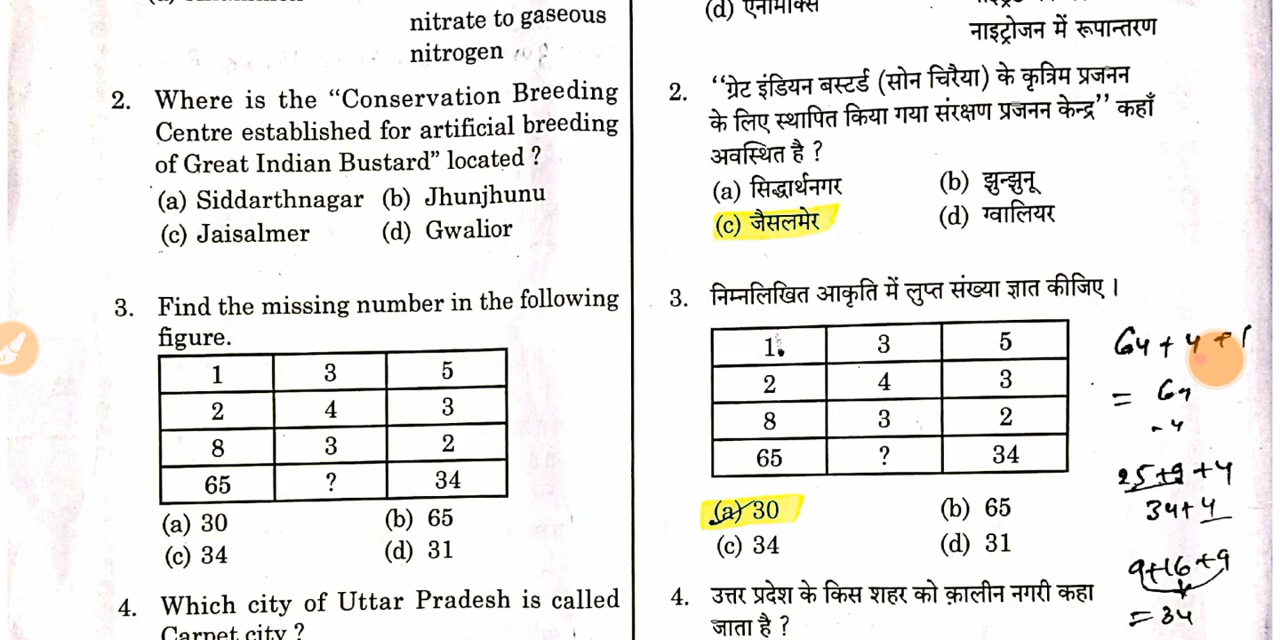 nitrate to gaseous
nitrogen
2. Where is the “Conservation Breeding
Centre established for artificial breeding
of Great Indian Bustard” located ?
(a) Siddarthnagar (b) Jhunjhunu
(c) Jaisalmer (d) Gwalior
3. Find the missing number in the following
figure.
1 3 5
2 4 3
8 3 2
65 ? 34
(a) 30 (b) 65
(c) 34 (d) 31
4. Which city of Uttar Pradesh is called
Carpet city ?
(d) एनामॉक्स
नाइट्रोजन में रूपान्तरण
2. “ग्रेट इंडियन बस्टर्ड (सोन चिरैया) के कृत्रिम प्रजनन
के लिए स्थापित किया गया संरक्षण प्रजनन केन्द्र” कहाँ
अवस्थित है ?
(a) सिद्धार्थनगर (b) झुन्झुनू
(c) जैसलमेर (d) ग्वालियर
3. निम्नलिखित आकृति में लुप्त संख्या ज्ञात कीजिए ।
1 3 5
2 4 3
8 3 2
65 ? 34
(a) 30 (b) 65
(c) 34 (d) 31
4. उत्तर प्रदेश के किस शहर को क़ालीन नगरी कहा
जाता है ?
64 + 4 + 1
= 69
- 4
25+9+4
34+4
9+16+9
= 34